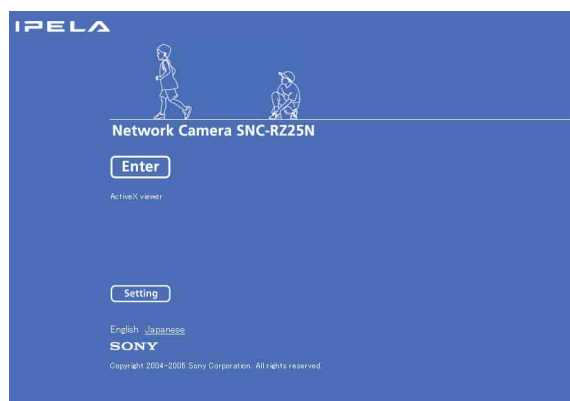 IPELA
Network Camera SNC-RZ25N
Enter
ActiveX viewer
Setting
English Japanese
SONY
Copyright 2004-2005 Sony Corporation. All rights reserved.